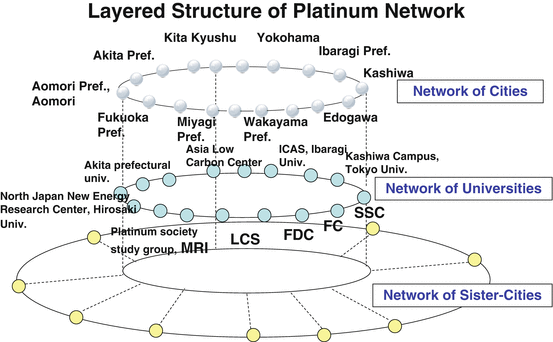 Layered Structure of Platinum Network
Kita Kyushu
Yokohama
Akita Pref.
Ibaragi Pref.
Kashiwa
Aomori Pref.,
Aomori
Network of Cities
Fukuoka
Pref.
Miyagi
Pref.
Wakayama
Pref.
Edogawa
Asia Low
Carbon Center
ICAS, Ibaragi
Univ.
Kashiwa Campus,
Tokyo Univ.
Akita prefectural
univ.
Network of Universities
North Japan New Energy
Research Center, Hirosaki
Univ.
Platinum society
study group, MRI
LCS
FDC
FC
SSC
Network of Sister-Cities